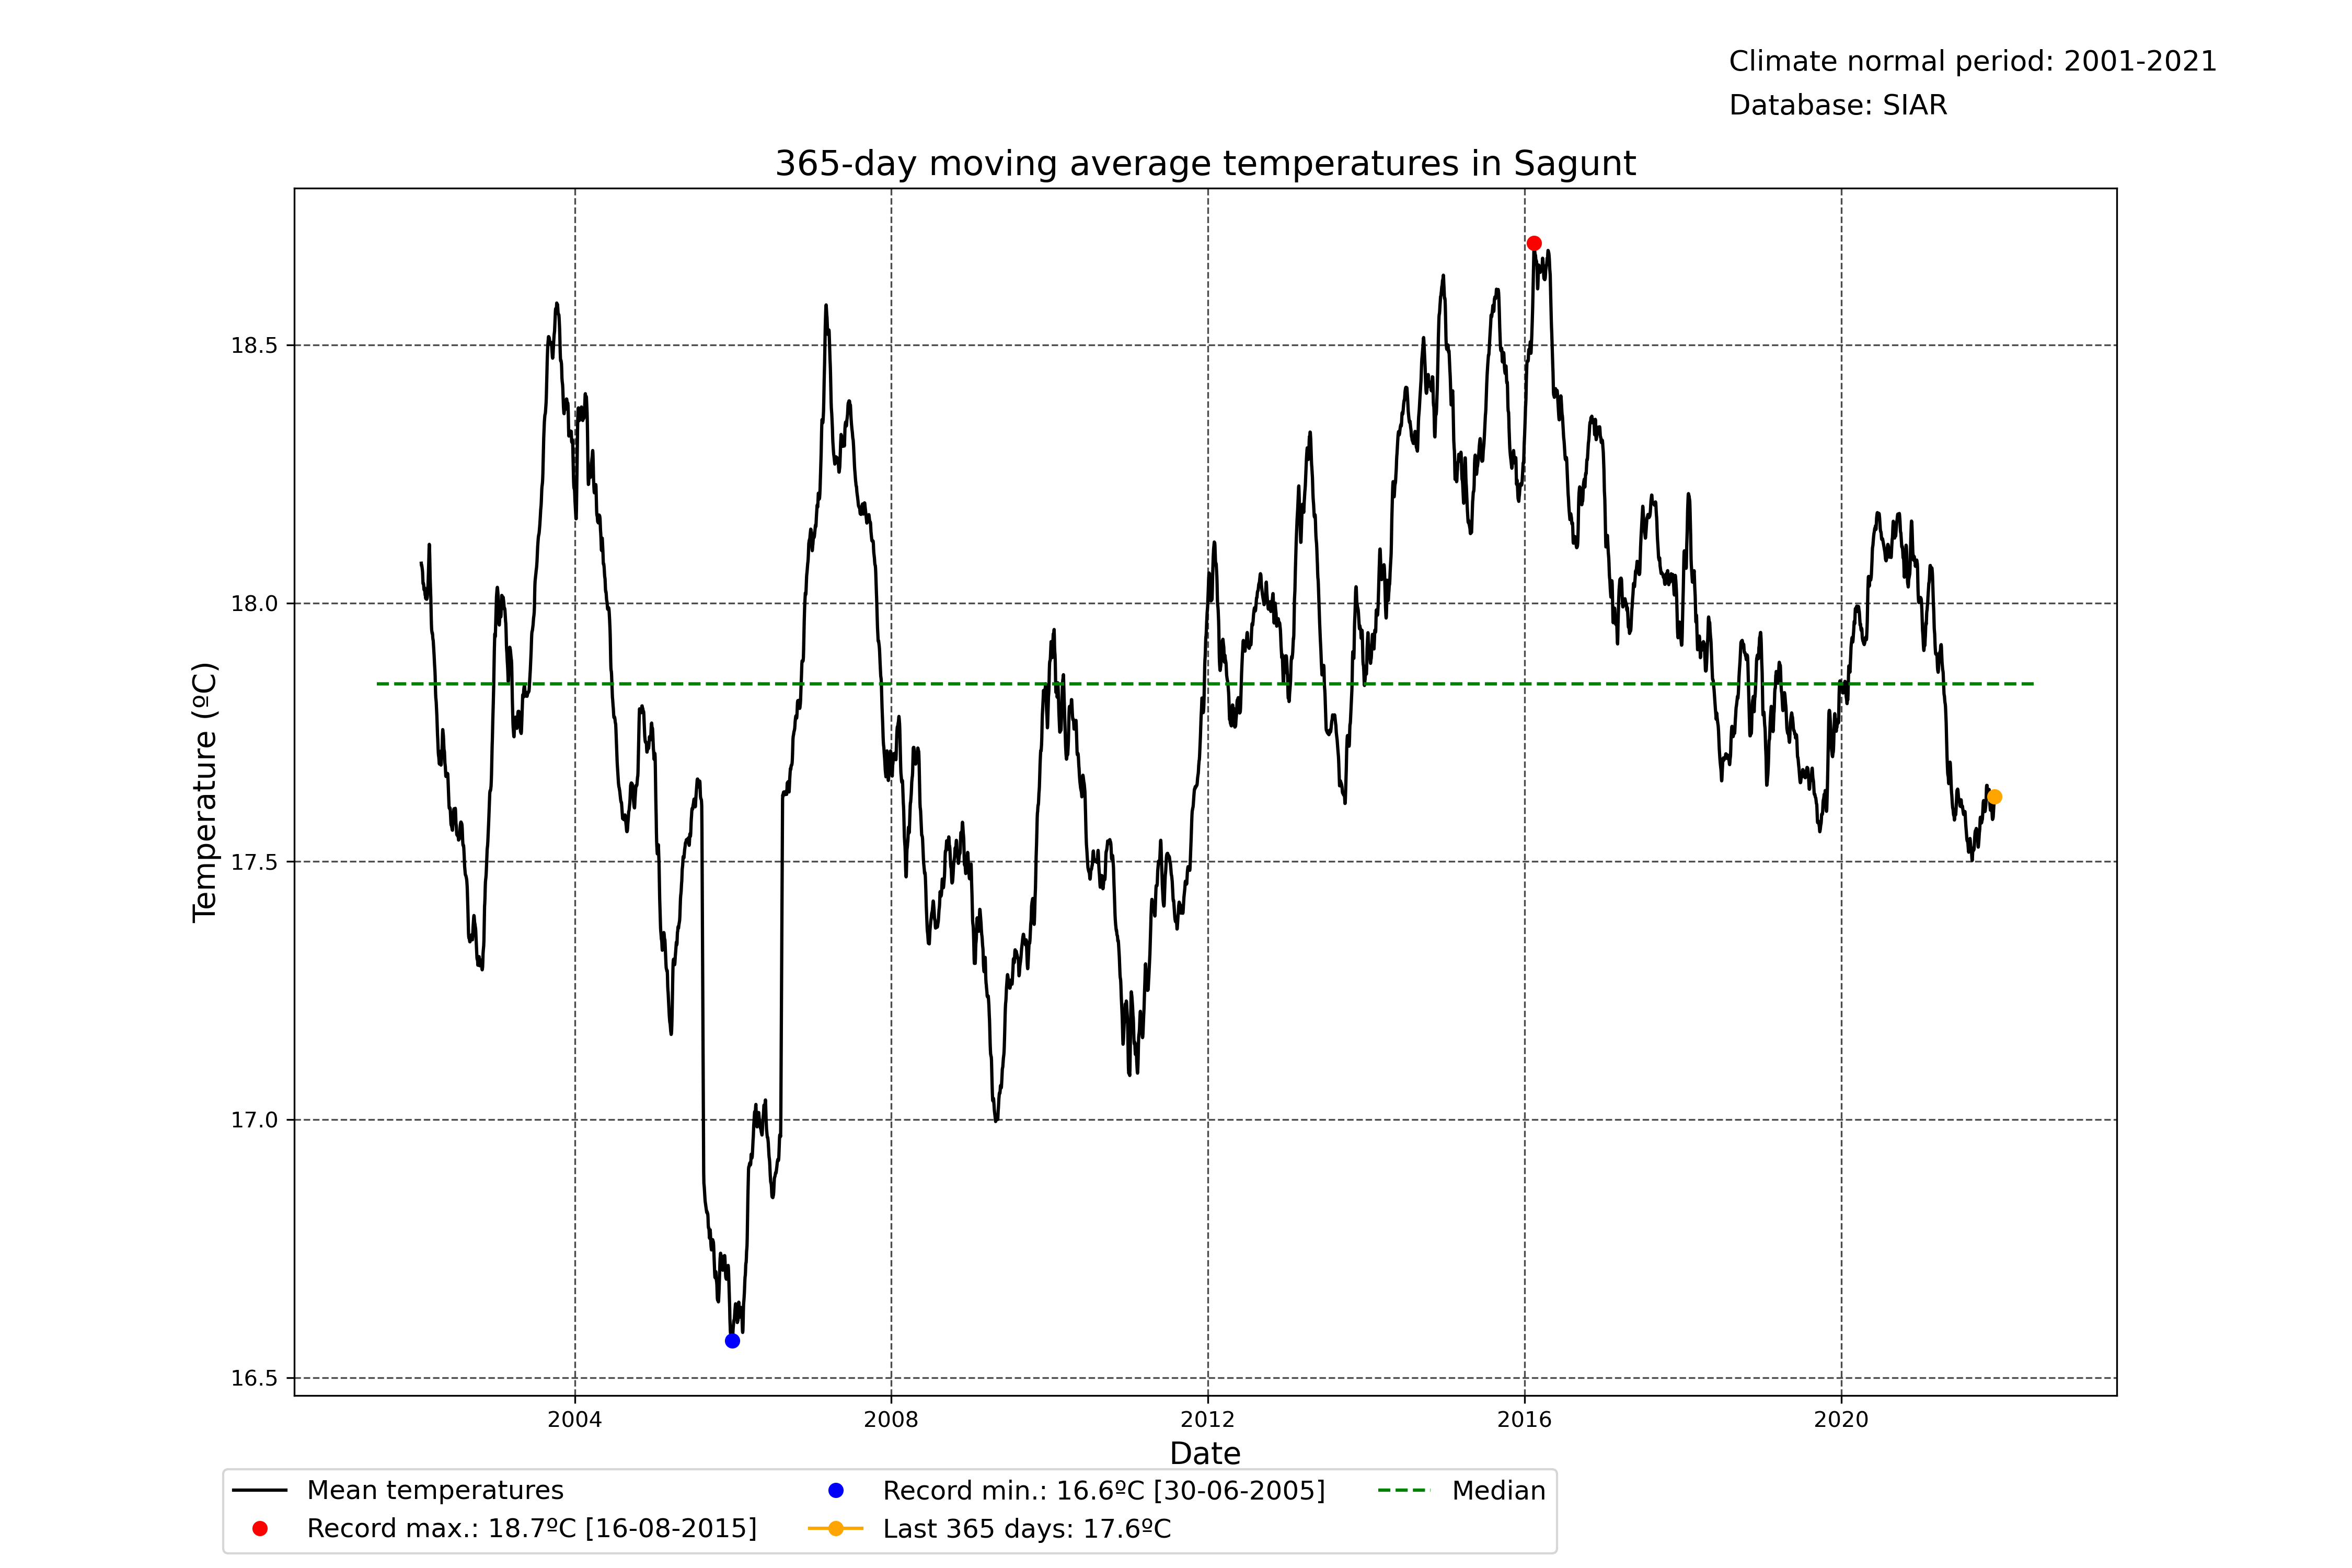 Climate normal period: 2001-2021
Database: SIAR
365-day moving average temperatures in Sagunt
Temperature (ºC)
18.5
18.0
17.5
17.0
16.5
2004
2008
2012
2016
2020
Date
Mean temperatures
Record max.: 18.7ºC [16-08-2015]
Record min.: 16.6ºC [30-06-2005]
Last 365 days: 17.6ºC
Median